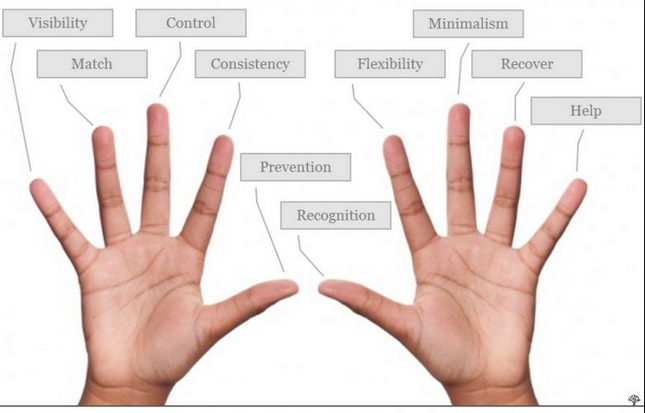 Visibility
Match
Control
Consistency
Prevention
Recognition
Flexibility
Minimalism
Recover
Help